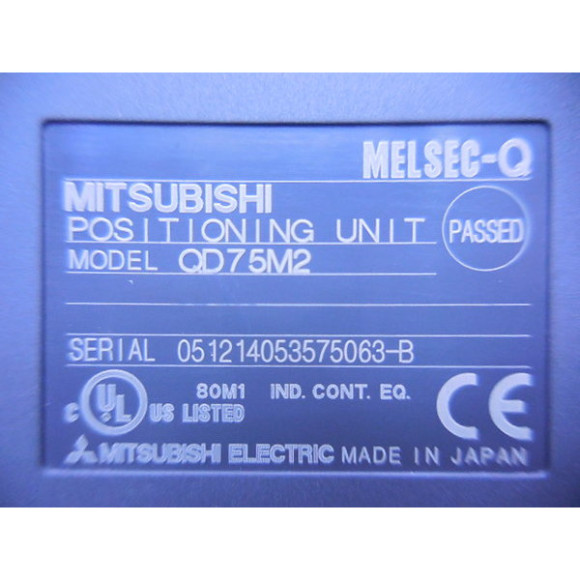 MELSEC-Q
MITSUBISHI
POSITIONING UNIT
PASSED
MODEL QD75M2
SERIAL 051214053575063-B
C UL US LISTED
80M1 IND. CONT. EQ.
CE
MITSUBISHI ELECTRIC MADE IN JAPAN